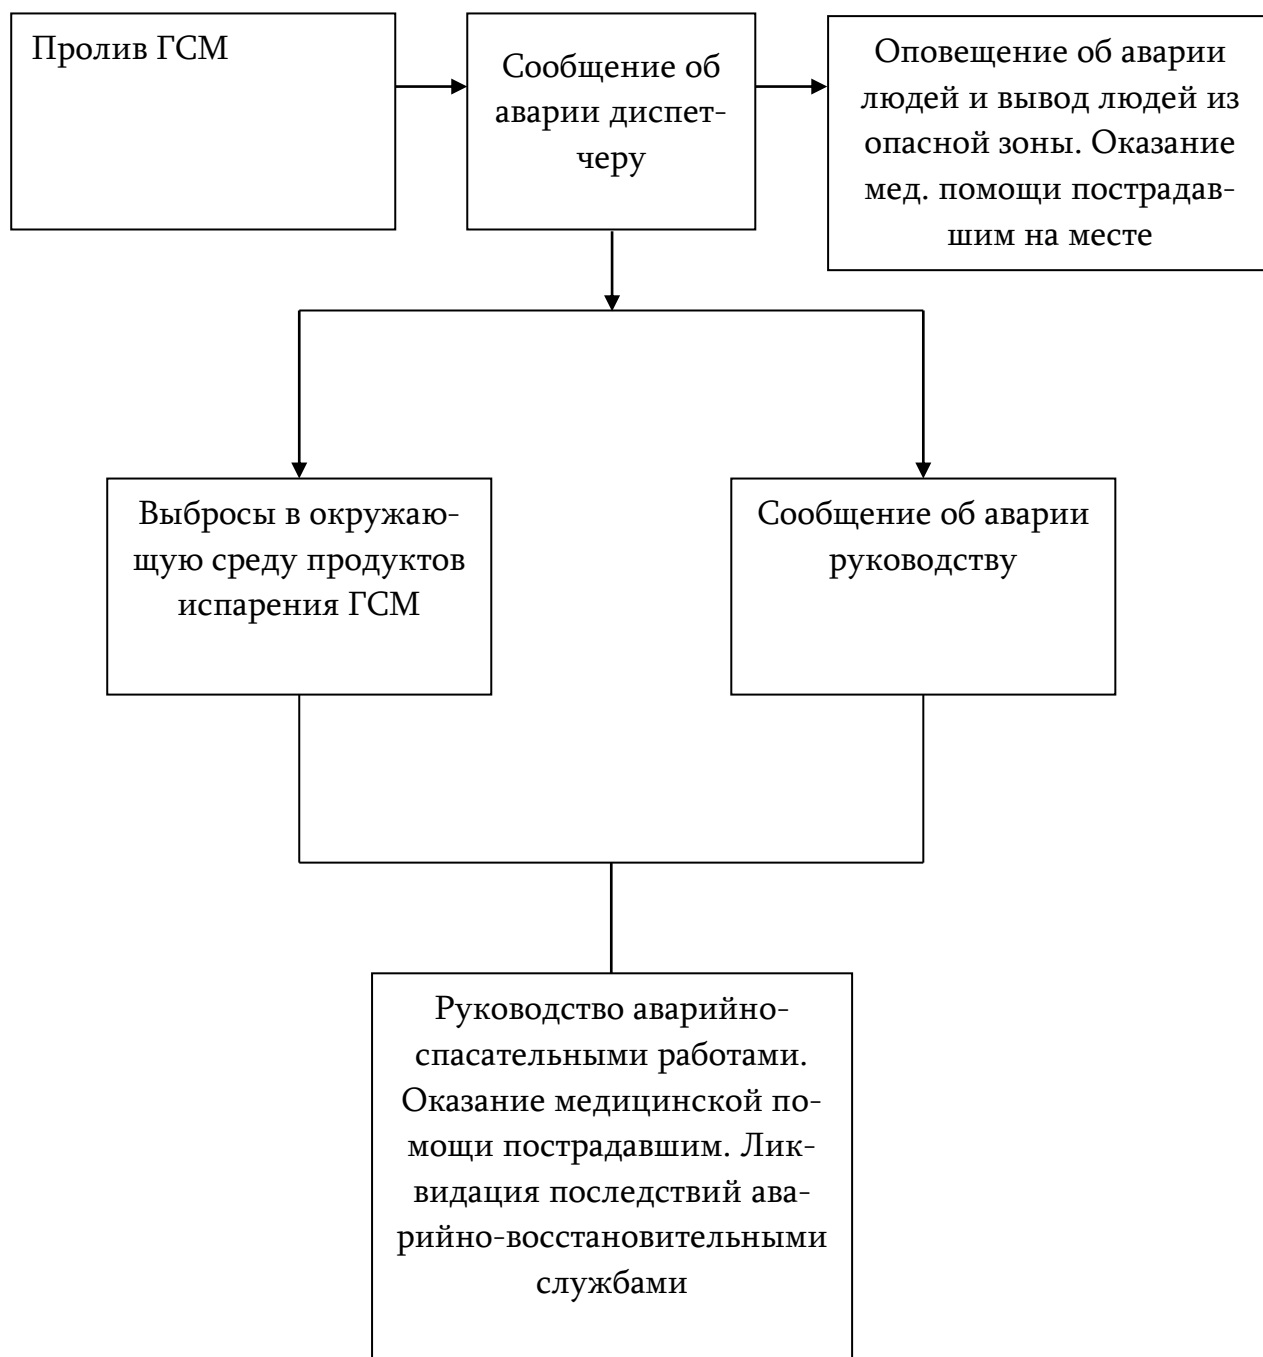 Пролив ГСМ
Сообщение об
аварии диспет-
черу
Оповещение об аварии
людей и вывод людей из
опасной зоны. Оказание
мед. помощи пострадав-
шим на месте
Выбросы в окружаю-
щую среду продуктов
испарения ГСМ
Сообщение об аварии
руководству
Руководство аварийно-
спасательными работами.
Оказание медицинской по-
мощи пострадавшим. Лик-
видация последствий ава-
рийно-восстановительными
службами